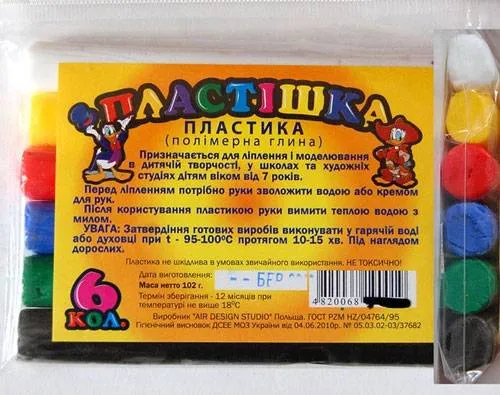 ПЛАСТІШКА
ПЛАСТИКА
(полімерна глина)
Призначається для ліплення і моделювання
в дитячій творчості, у школах та художніх
студіях дітям віком від 7 років.
Перед ліпленням потрібно руки зволожити водою або кремом
для рук.
Після користування пластикою руки вимити теплою водою з
милом.
УВАГА: Затвердіння готових виробів виконувати у гарячій воді
або духовці при t - 95-100ºС протягом 10-15 хв. Під наглядом
дорослих.
Пластика не шкідлива в умовах звичайного використання. НЕ ТОКСИЧНО!
Дата виготовлення:
-- БЕР
Маса нетто 102 г.
4 820068
Термін зберігання - 12 місяців при
температурі не вище 18ºС
6 КОЛ.
Виробник "AIR DESIGN STUDIO" Польща. ГОСТ PZM HZ/04764/95
Гігієнічний висновок ДСЕЕ МОЗ України від 04.06.2010р. № 05.03.02-03/37682